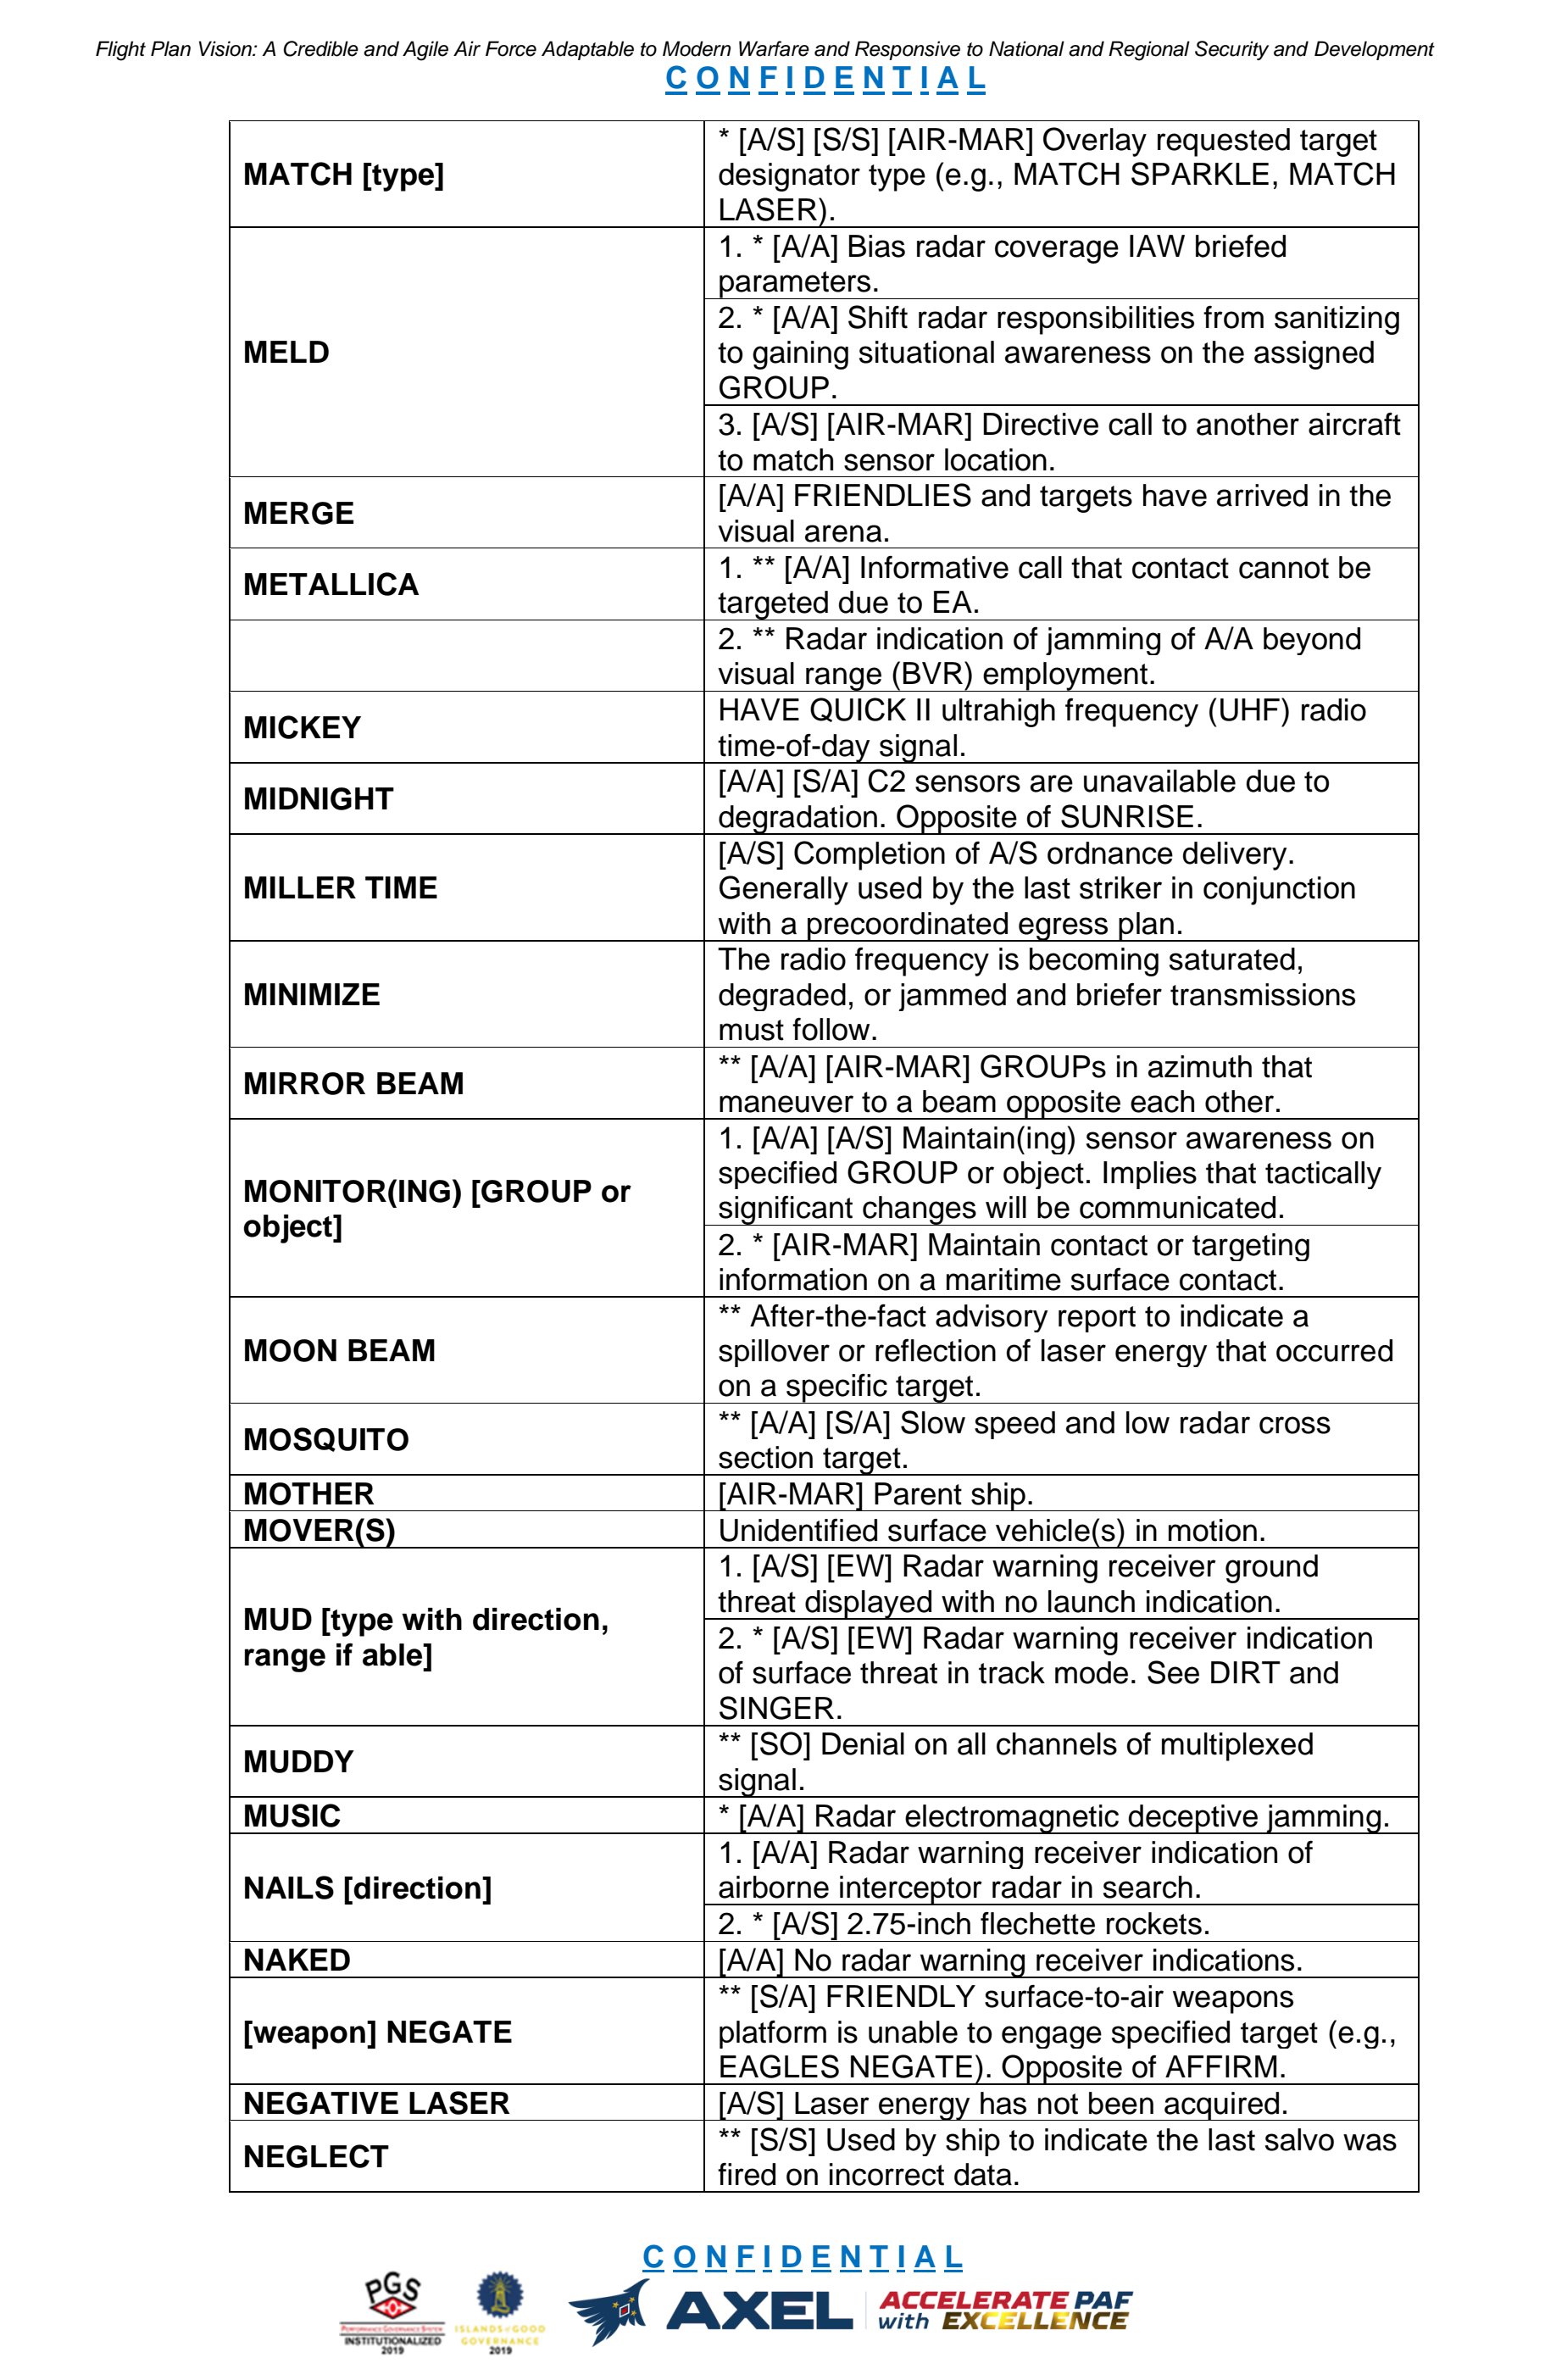 Flight Plan Vision: A Credible and Agile Air Force Adaptable to Modern Warfare and Responsive to National and Regional Security and Development
CONFIDENTIAL
MATCH [type]
* [A/S] [S/S] [AIR-MAR] Overlay requested target
designator type (e.g., MATCH SPARKLE, MATCH
LASER).
MELD
1. * [A/A] Bias radar coverage IAW briefed
parameters.
2. * [A/A] Shift radar responsibilities from sanitizing
to gaining situational awareness on the assigned
GROUP.
3. [A/S] [AIR-MAR] Directive call to another aircraft
to match sensor location.
MERGE
[A/A] FRIENDLIES and targets have arrived in the
visual arena.
METALLICA
1. ** [A/A] Informative call that contact cannot be
targeted due to EA.
2. ** Radar indication of jamming of A/A beyond
visual range (BVR) employment.
MICKEY
HAVE QUICK II ultrahigh frequency (UHF) radio
time-of-day signal.
MIDNIGHT
[A/A] [S/A] C2 sensors are unavailable due to
degradation. Opposite of SUNRISE.
MILLER TIME
[A/S] Completion of A/S ordnance delivery.
Generally used by the last striker in conjunction
with a precoordinated egress plan.
MINIMIZE
The radio frequency is becoming saturated,
degraded, or jammed and briefer transmissions
must follow.
MIRROR BEAM
** [A/A] [AIR-MAR] GROUPs in azimuth that
maneuver to a beam opposite each other.
MONITOR(ING) [GROUP or
object]
1. [A/A] [A/S] Maintain(ing) sensor awareness on
specified GROUP or object. Implies that tactically
significant changes will be communicated.
2. * [AIR-MAR] Maintain contact or targeting
information on a maritime surface contact.
MOON BEAM
** After-the-fact advisory report to indicate a
spillover or reflection of laser energy that occurred
on a specific target.
MOSQUITO
** [A/A] [S/A] Slow speed and low radar cross
section target.
MOTHER
[AIR-MAR] Parent ship.
MOVER(S)
Unidentified surface vehicle(s) in motion.
MUD [type with direction,
range if able]
1. [A/S] [EW] Radar warning receiver ground
threat displayed with no launch indication.
2. * [A/S] [EW] Radar warning receiver indication
of surface threat in track mode. See DIRT and
SINGER.
MUDDY
** [SO] Denial on all channels of multiplexed
signal.
MUSIC
* [A/A] Radar electromagnetic deceptive jamming.
NAILS [direction]
1. [A/A] Radar warning receiver indication of
airborne interceptor radar in search.
2. * [A/S] 2.75-inch flechette rockets.
NAKED
[A/A] No radar warning receiver indications.
[weapon] NEGATE
** [S/A] FRIENDLY surface-to-air weapons
platform is unable to engage specified target (e.g.,
EAGLES NEGATE). Opposite of AFFIRM.
NEGATIVE LASER
[A/S] Laser energy has not been acquired.
NEGLECT
** [S/S] Used by ship to indicate the last salvo was
fired on incorrect data.
CONFIDENTIAL
PGS
PERFORMANCE GOVERNANCE SYSTEM
INSTITUTIONALIZED
2019
ISLANDS of GOOD
GOVERNANCE
2019
AXEL
ACCELERATE PAF
with EXCELLENCE